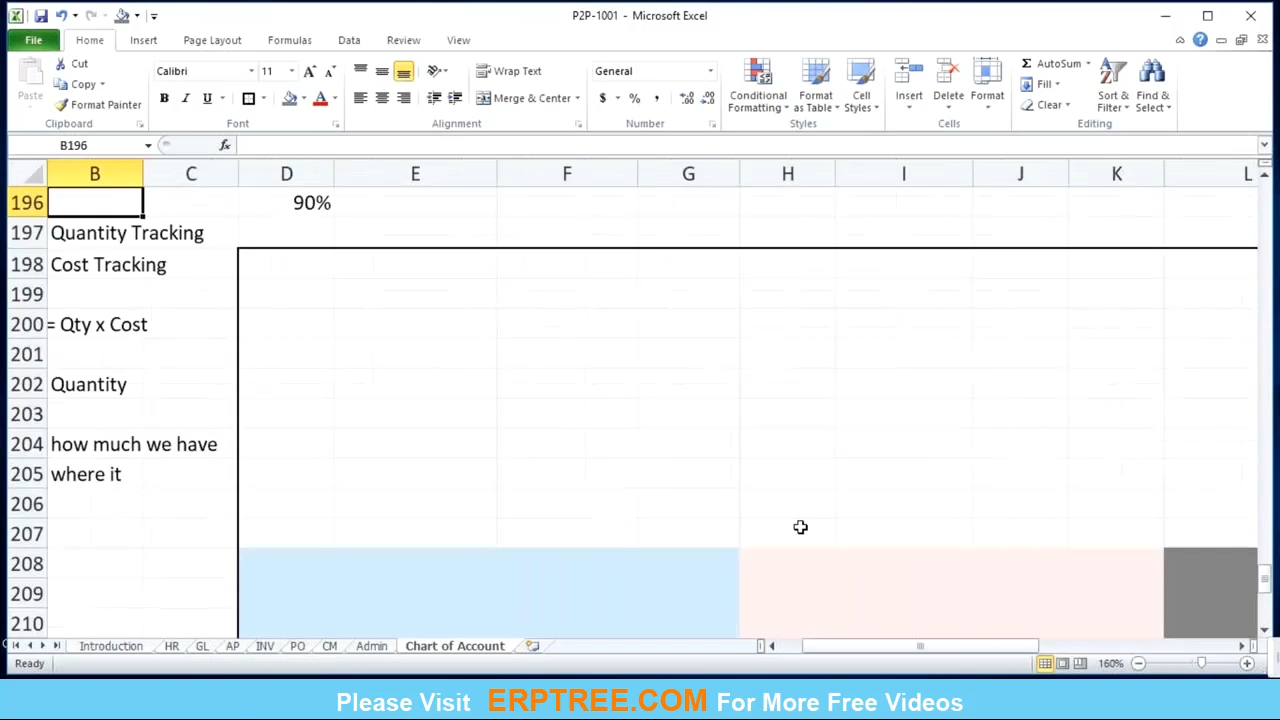 P2P-1001 - Microsoft Excel
File Home Insert Page Layout Formulas Data Review View
Paste
Cut
Copy
Format Painter
Clipboard
Calibri 11
B I U
Font
Wrap Text
Merge & Center
Alignment
General
$ % ,
Number
Conditional Formatting
Format as Table
Cell Styles
Styles
Insert
Delete
Format
Cells
Σ AutoSum
Fill
Clear
Sort & Filter
Find & Select
Editing
B196 fx
B C D E F G H I J K L
196 90%
197 Quantity Tracking
198 Cost Tracking
199
200 = Qty x Cost
201
202 Quantity
203
204 how much we have
205 where it
206
207
208
209
210
Introduction HR GL AP INV PO CM Admin Chart of Account
Ready 160%
Please Visit ERPTREE.COM For More Free Videos